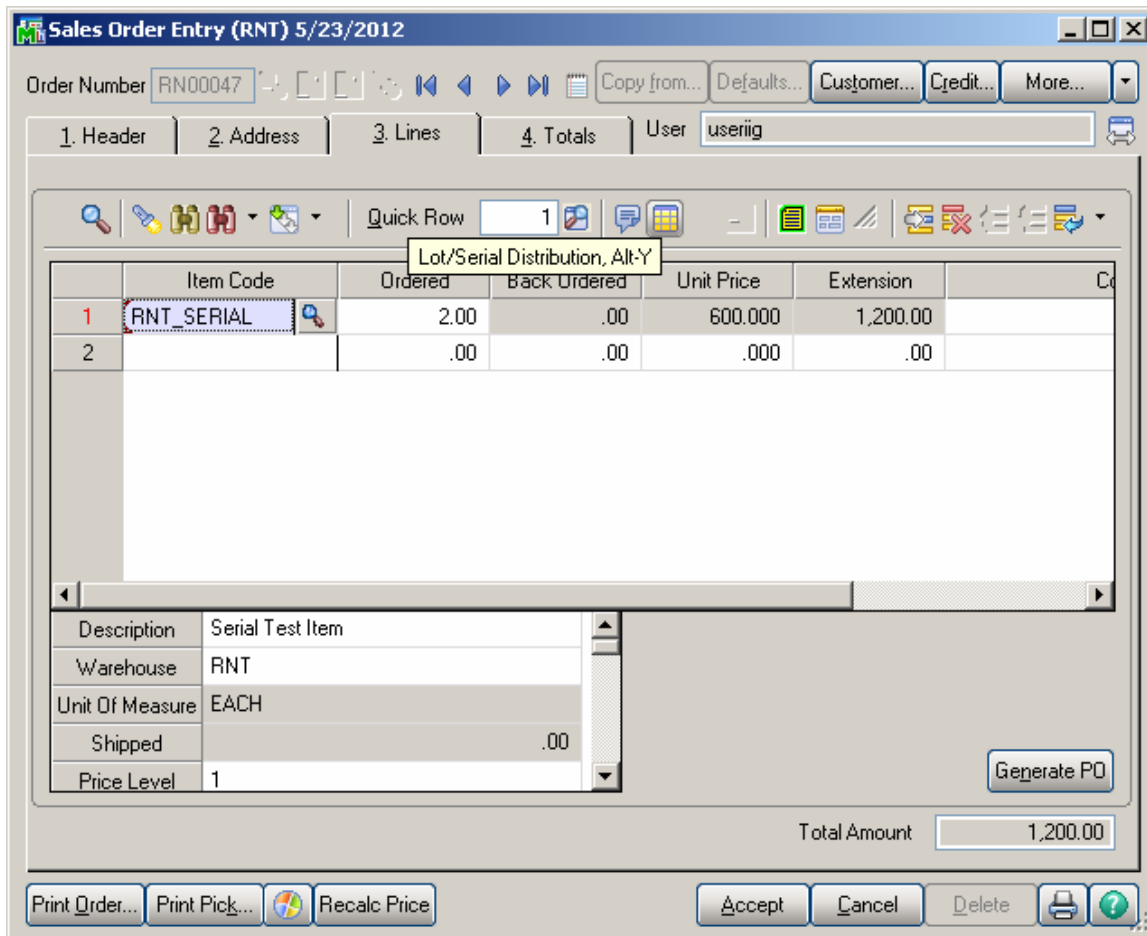 Sales Order Entry (RNT) 5/23/2012
Order Number RN00047 Copy from... Defaults... Customer... Credit... More...
1. Header 2. Address 3. Lines 4. Totals User useriig
Quick Row 1
Lot/Serial Distribution, Alt-Y
Item Code Ordered Back Ordered Unit Price Extension Co
1 RNT_SERIAL 2.00 .00 600.000 1,200.00
2 .00 .00 .000 .00
Description Serial Test Item
Warehouse RNT
Unit Of Measure EACH
Shipped .00
Price Level 1
Generate PO
Total Amount 1,200.00
Print Order... Print Pick... Recalc Price Accept Cancel Delete